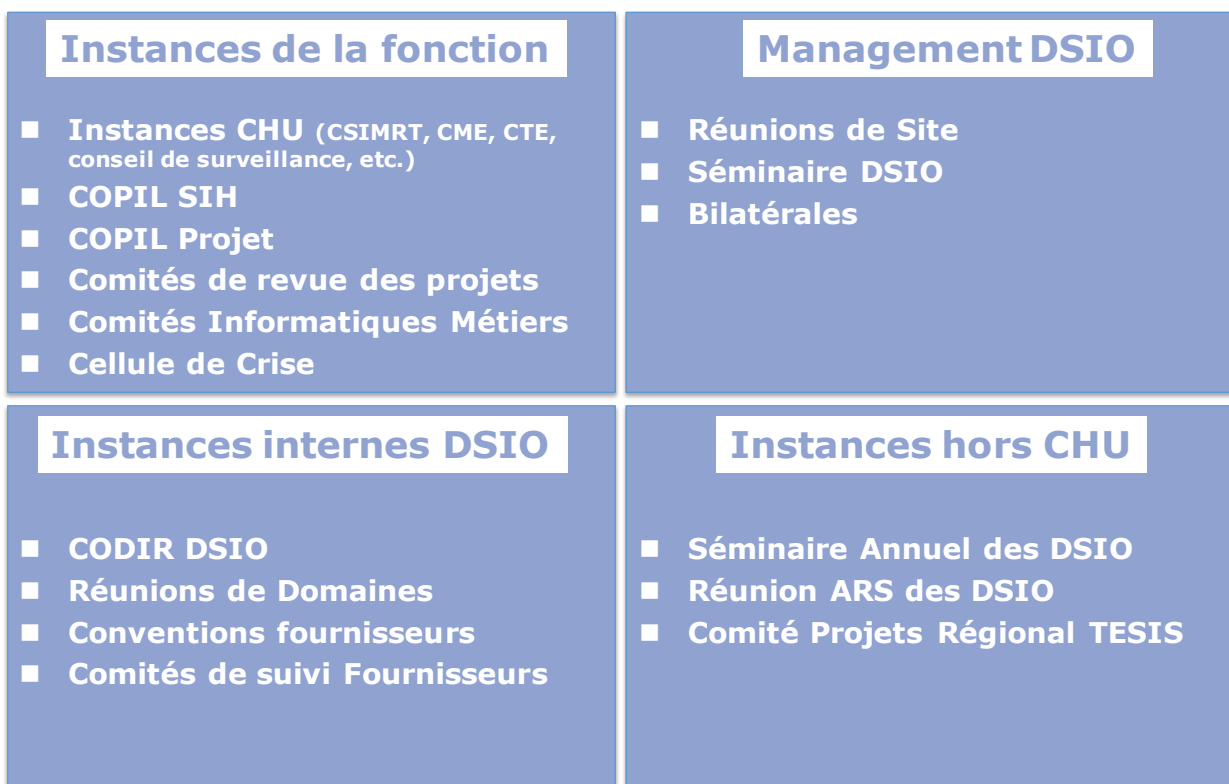 Instances de la fonction
Instances CHU (CSIMRT, CME, CTE,
conseil de surveillance, etc.)
COPIL SIH
COPIL Projet
Comités de revue des projets
Comités Informatiques Métiers
Cellule de Crise
Management DSIO
Réunions de Site
Séminaire DSIO
Bilatérales
Instances internes DSIO
CODIR DSIO
Réunions de Domaines
Conventions fournisseurs
Comités de suivi Fournisseurs
Instances hors CHU
Séminaire Annuel des DSIO
Réunion ARS des DSIO
Comité Projets Régional TESIS